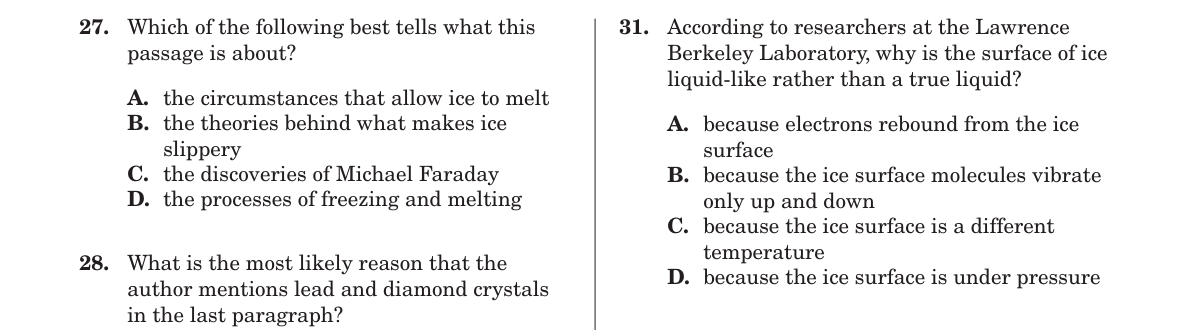 27. Which of the following best tells what this
passage is about?
A. the circumstances that allow ice to melt
B. the theories behind what makes ice
slippery
C. the discoveries of Michael Faraday
D. the processes of freezing and melting
28. What is the most likely reason that the
author mentions lead and diamond crystals
in the last paragraph?
31. According to researchers at the Lawrence
Berkeley Laboratory, why is the surface of ice
liquid-like rather than a true liquid?
A. because electrons rebound from the ice
surface
B. because the ice surface molecules vibrate
only up and down
C. because the ice surface is a different
temperature
D. because the ice surface is under pressure